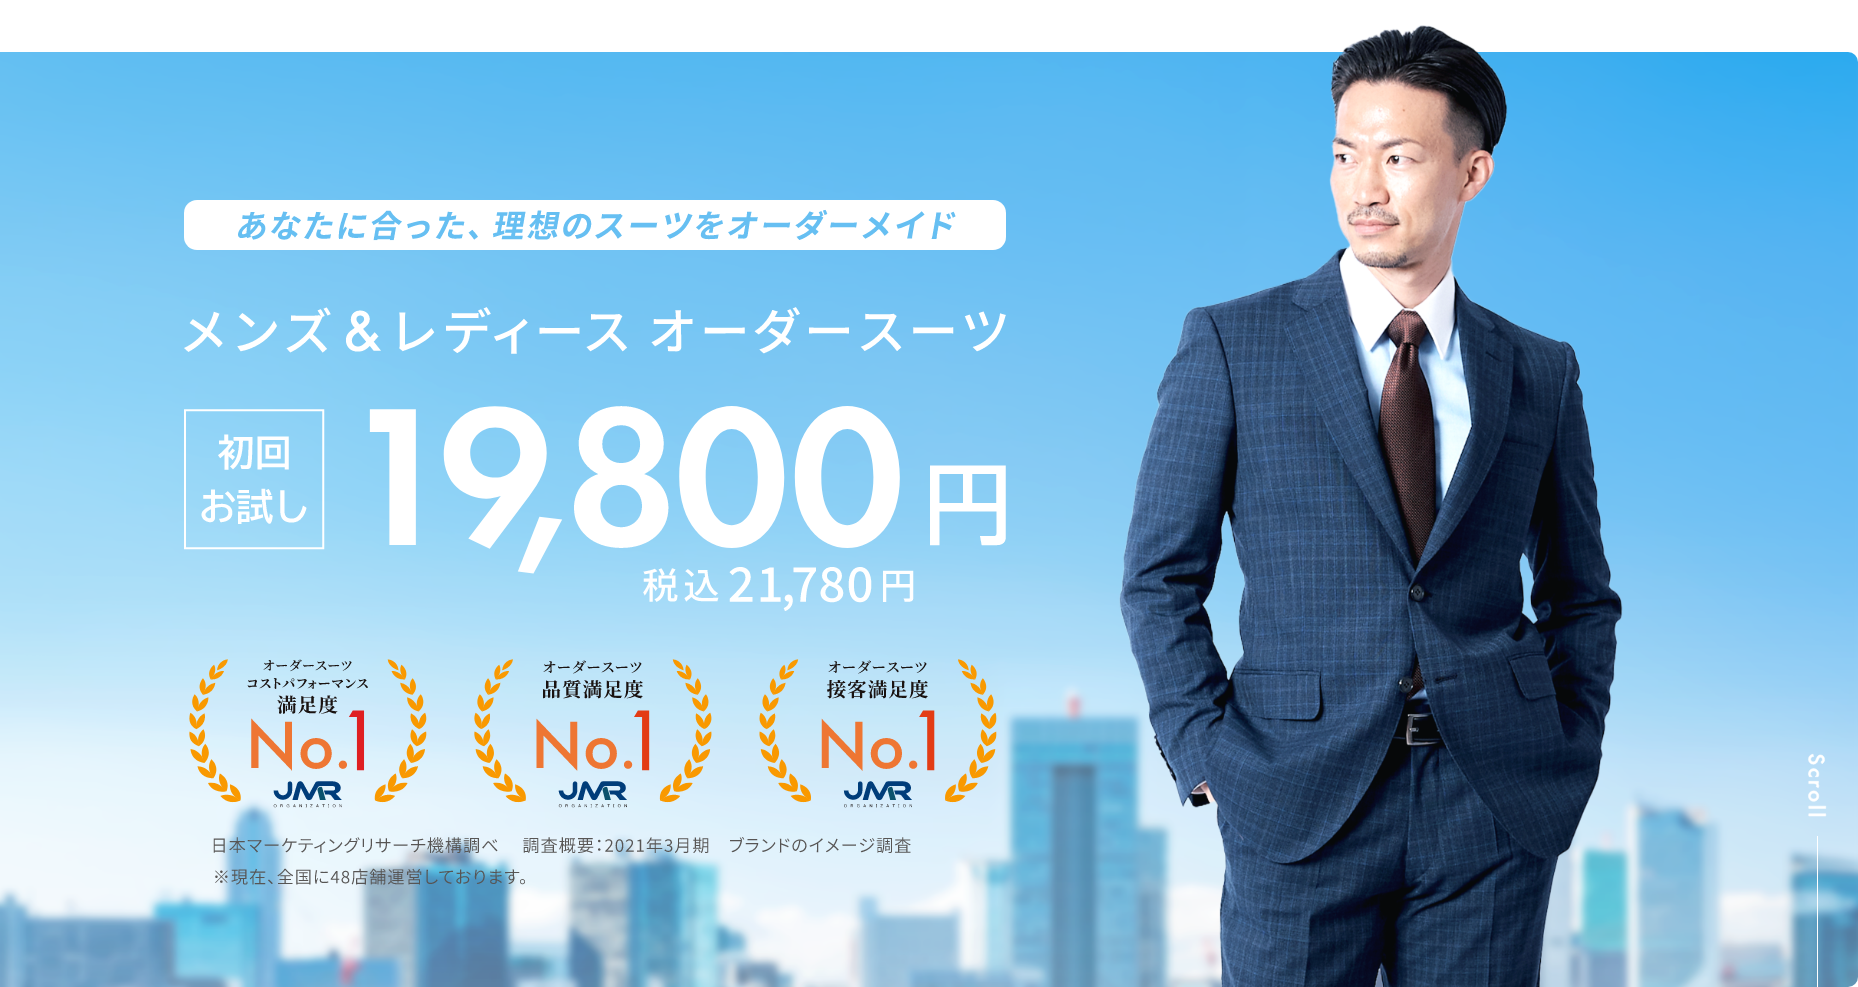 あなたに合った、理想のスーツをオーダーメイド
メンズ＆レディース オーダースーツ
初回
お試し
19,800円
税込21,780円
オーダースーツ
コストパフォーマンス
満足度
No.1
JMR
ORGANIZATION
オーダースーツ
品質満足度
No.1
JMR
ORGANIZATION
オーダースーツ
接客満足度
No.1
JMR
ORGANIZATION
日本マーケティングリサーチ機構調べ　調査概要：2021年3月期　ブランドのイメージ調査
※現在、全国に48店舗運営しております。
Scroll